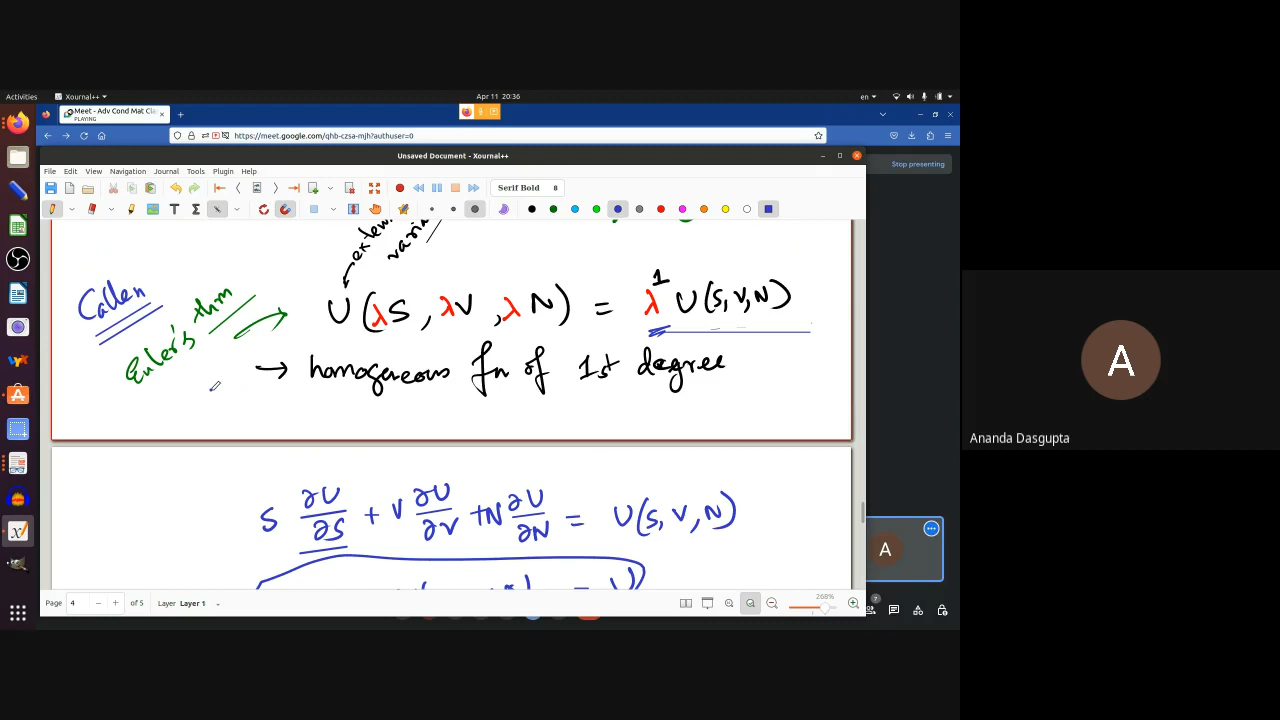 Activities Xournal++ Apr 11 20:36 en
Meet - Adv Cond Mat Cla
PLAYING
https://meet.google.com/qhb-czsa-mjh?authuser=0
Unsaved Document - Xournal++
Stop presenting
File Edit View Navigation Journal Tools Plugin Help
Serif Bold 8
Callen
Euler's thm
U(λS, λV, λN) = λ¹ U(S, V, N)
→ homogeneous fn of 1st degree
S ∂U/∂S + V ∂U/∂V + N ∂U/∂N = U(S, V, N)
Page 4 of 5 Layer Layer 1 268%
7
A
Ananda Dasgupta
A